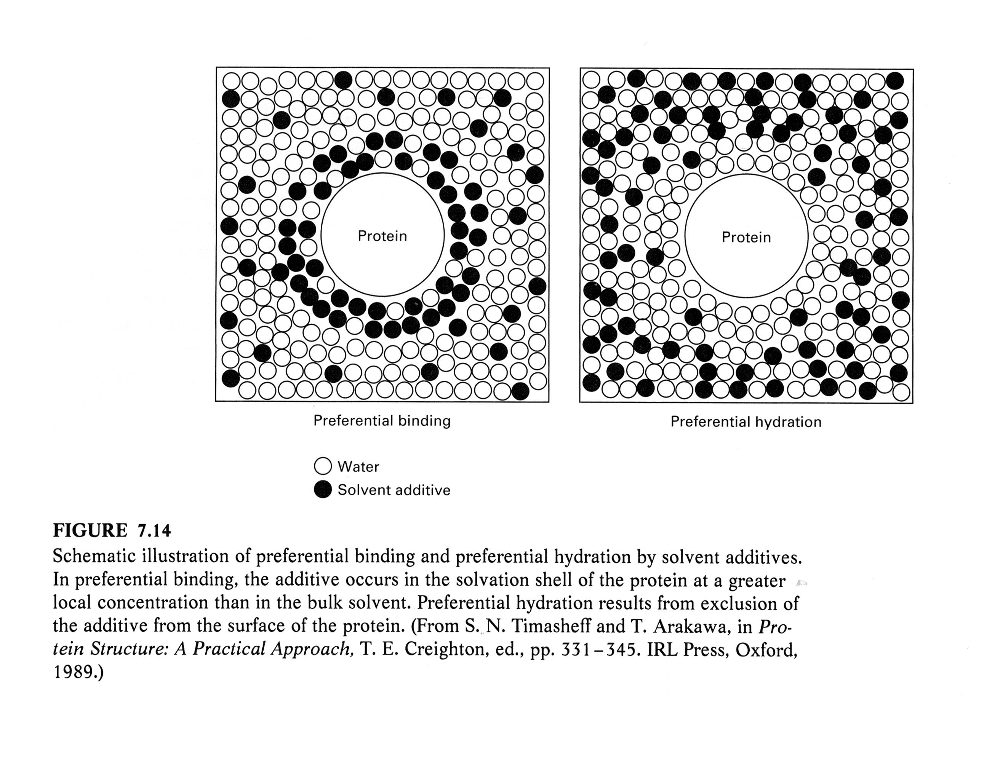 Protein
Protein
Preferential binding
Preferential hydration
Water
Solvent additive
FIGURE 7.14
Schematic illustration of preferential binding and preferential hydration by solvent additives.
In preferential binding, the additive occurs in the solvation shell of the protein at a greater
local concentration than in the bulk solvent. Preferential hydration results from exclusion of
the additive from the surface of the protein. (From S. N. Timasheff and T. Arakawa, in Pro-
tein Structure: A Practical Approach, T. E. Creighton, ed., pp. 331–345. IRL Press, Oxford,
1989.)